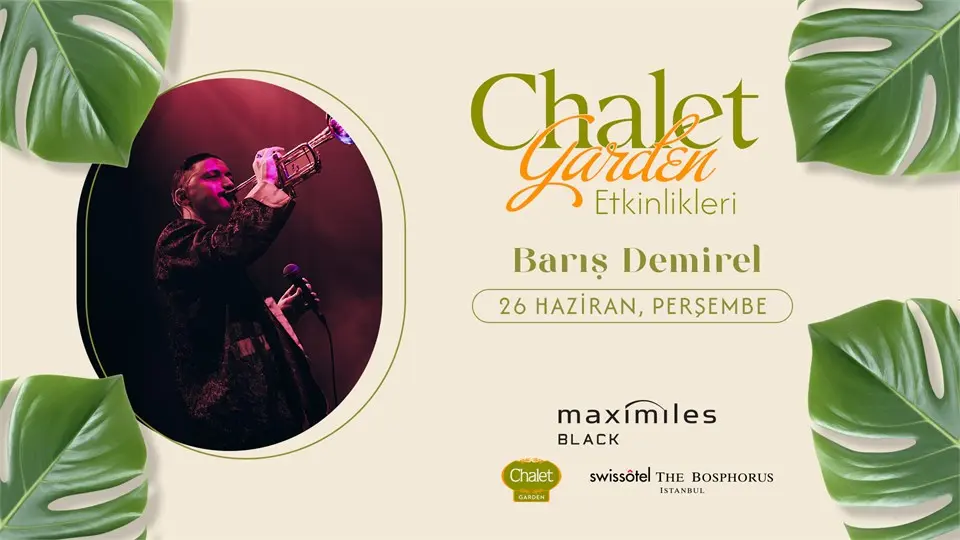 Chalet
Garden
Etkinlikleri
Barış Demirel
26 HAZİRAN, PERŞEMBE
maximiles
BLACK
Chalet
GARDEN
swissôtel THE BOSPHORUS
ISTANBUL